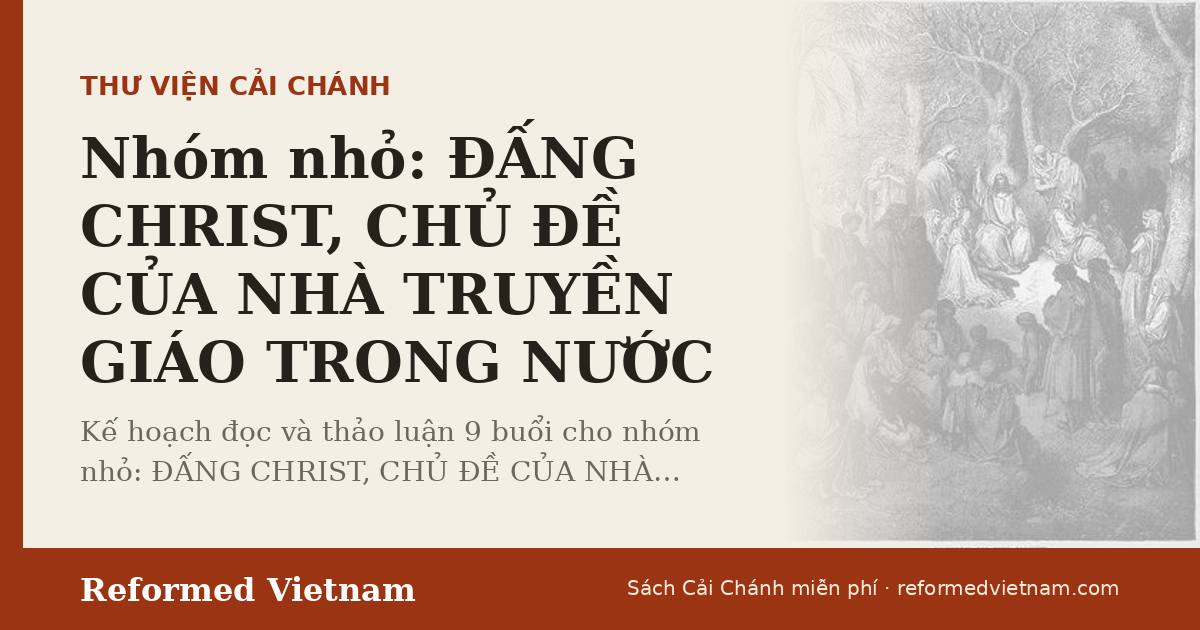 THƯ VIỆN CẢI CHÁNH
Nhóm nhỏ: ĐẤNG
CHRIST, CHỦ ĐỀ
CỦA NHÀ TRUYỀN
GIÁO TRONG NƯỚC
Kế hoạch đọc và thảo luận 9 buổi cho nhóm
nhỏ: ĐẤNG CHRIST, CHỦ ĐỀ CỦA NHÀ...
Reformed Vietnam
Sách Cải Chánh miễn phí · reformedvietnam.com